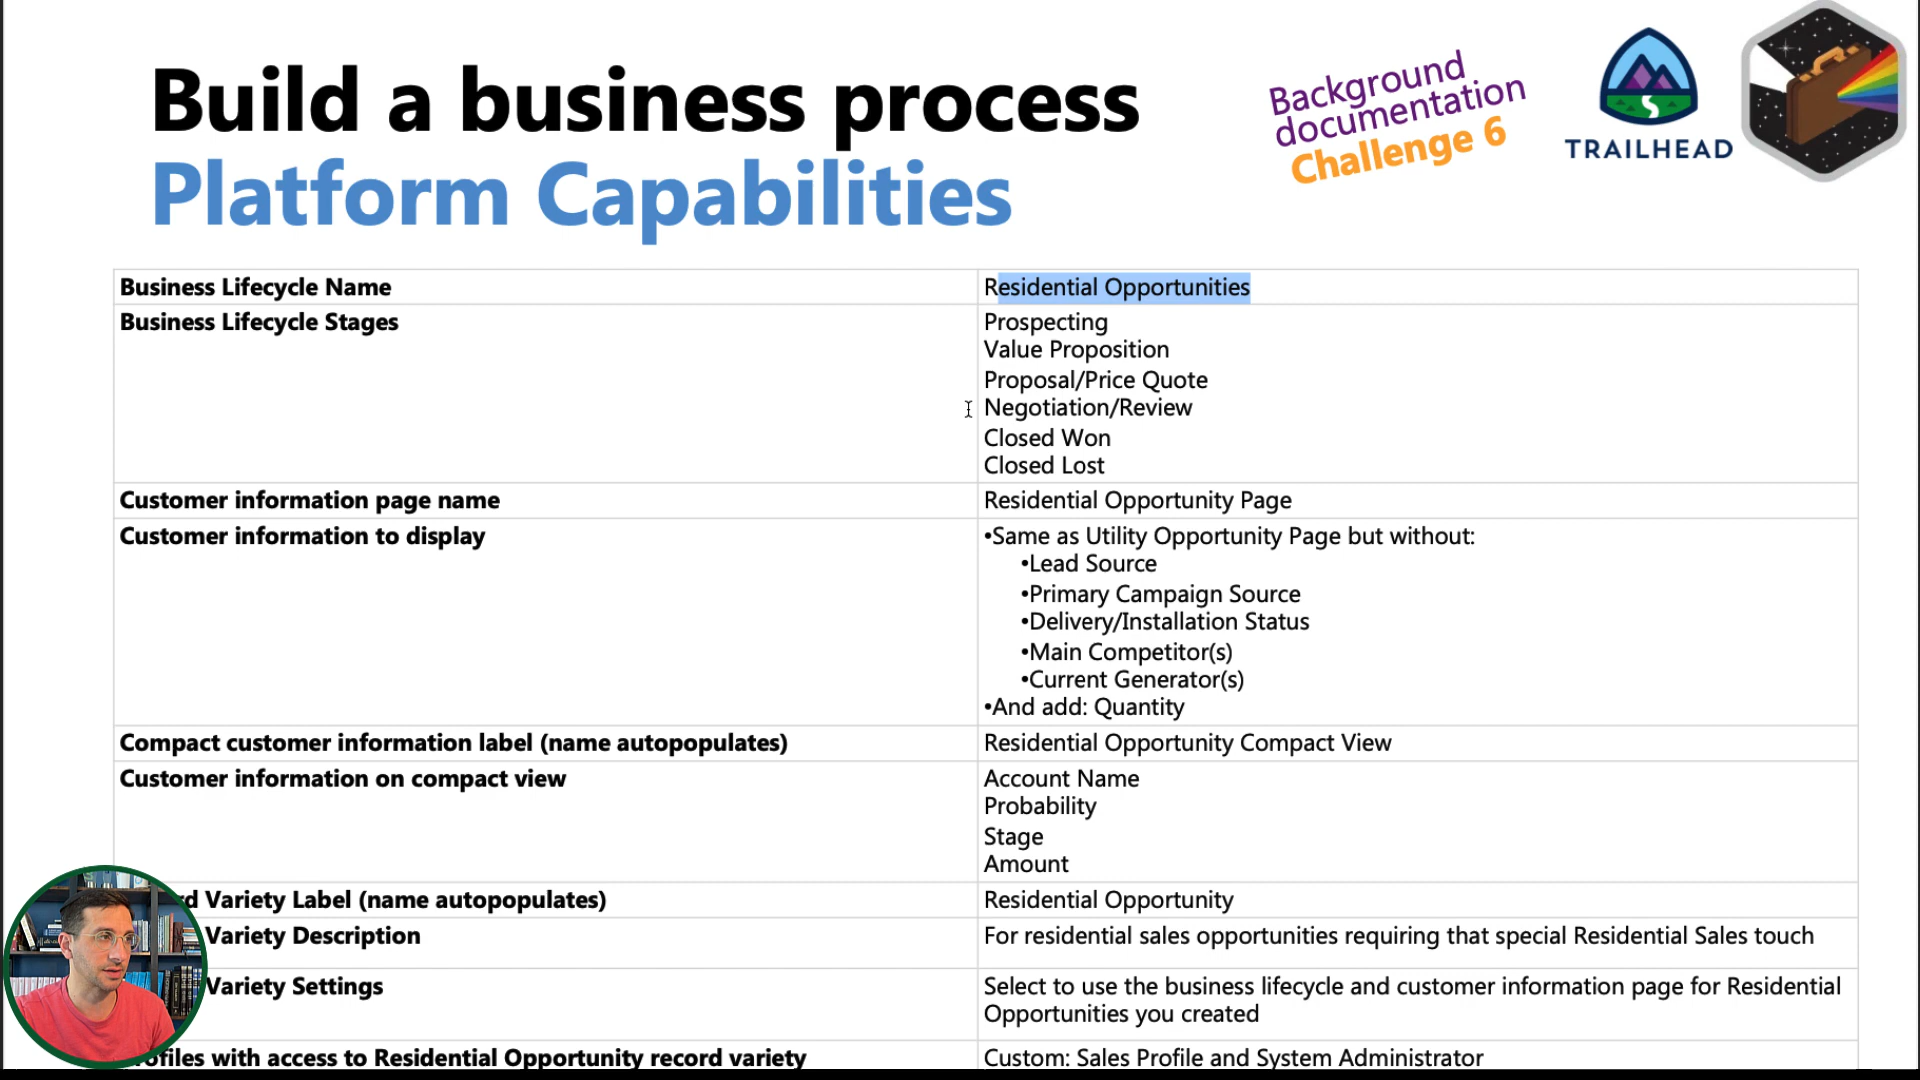 Build a business process
Platform Capabilities
Background
documentation
Challenge 6
TRAILHEAD
Business Lifecycle Name
Residential Opportunities
Business Lifecycle Stages
Prospecting
Value Proposition
Proposal/Price Quote
Negotiation/Review
Closed Won
Closed Lost
Customer information page name
Residential Opportunity Page
Customer information to display
•Same as Utility Opportunity Page but without:
•Lead Source
•Primary Campaign Source
•Delivery/Installation Status
•Main Competitor(s)
•Current Generator(s)
•And add: Quantity
Compact customer information label (name autopopulates)
Residential Opportunity Compact View
Customer information on compact view
Account Name
Probability
Stage
Amount
Variety Label (name autopopulates)
Residential Opportunity
Variety Description
For residential sales opportunities requiring that special Residential Sales touch
Variety Settings
Select to use the business lifecycle and customer information page for Residential
Opportunities you created
with access to Residential Opportunity record variety
Custom: Sales Profile and System Administrator